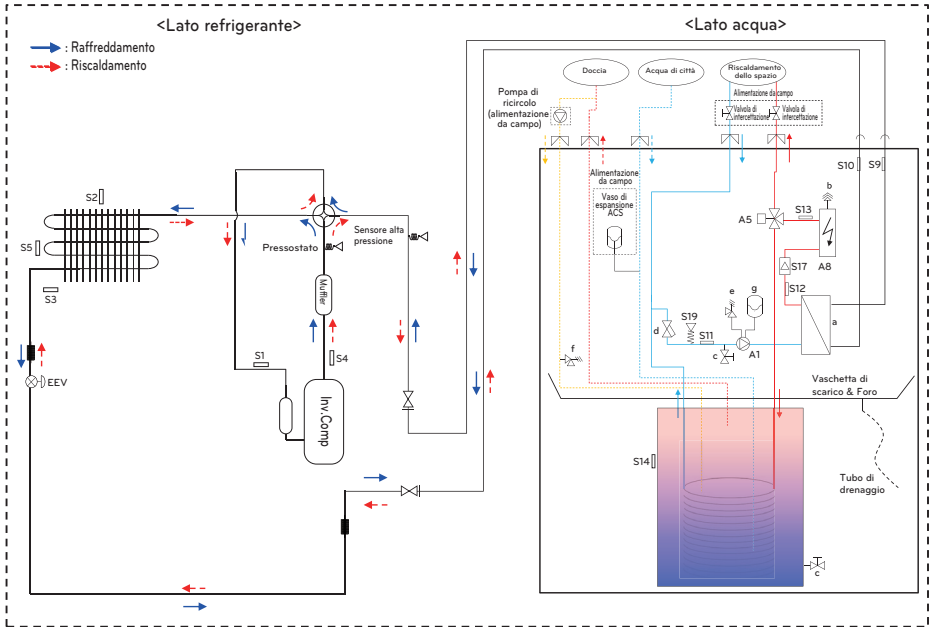 <Lato refrigerante>
: Raffreddamento
: Riscaldamento
S2
S5
S3
EEV
S1
S4
Pressostato
Muffler
Inv.Comp
Sensore alta
pressione
<Lato acqua>
Doccia
Acqua di città
Riscaldamento
dello spazio
Pompa di
ricircolo
(alimentazione
da campo)
Alimentazione da campo
Valvola di
intercettazione
Valvola di
intercettazione
S10
S9
Alimentazione
da campo
Vaso di
espansione
ACS
b
S13
A5
A8
S17
S12
e
g
S19
d
S11
c
A1
a
f
Vaschetta di
scarico & Foro
S14
Tubo di
drenaggio
c